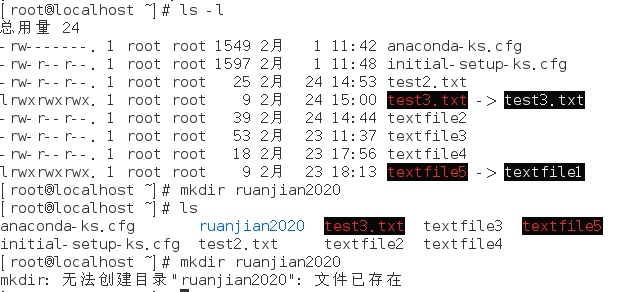 [root@localhost ~]# ls -l
总用量 24
-rw-------. 1 root root 1549 2月   1 11:42 anaconda-ks.cfg
-rw-r--r--. 1 root root 1597 2月   1 11:48 initial-setup-ks.cfg
-rw-r--r--. 1 root root   25 2月  24 14:53 test2.txt
lrwxrwxrwx. 1 root root    9 2月  24 15:00 test3.txt -> test3.txt
-rw-r--r--. 1 root root   39 2月  24 14:44 textfile2
-rw-r--r--. 1 root root   53 2月  23 11:37 textfile3
-rw-r--r--. 1 root root   18 2月  23 17:56 textfile4
lrwxrwxrwx. 1 root root    9 2月  23 18:13 textfile5 -> textfile1
[root@localhost ~]# mkdir ruanjian2020
[root@localhost ~]# ls
anaconda-ks.cfg       ruanjian2020  test3.txt  textfile3  textfile5
initial-setup-ks.cfg  test2.txt     textfile2  textfile4
[root@localhost ~]# mkdir ruanjian2020
mkdir: 无法创建目录"ruanjian2020": 文件已存在